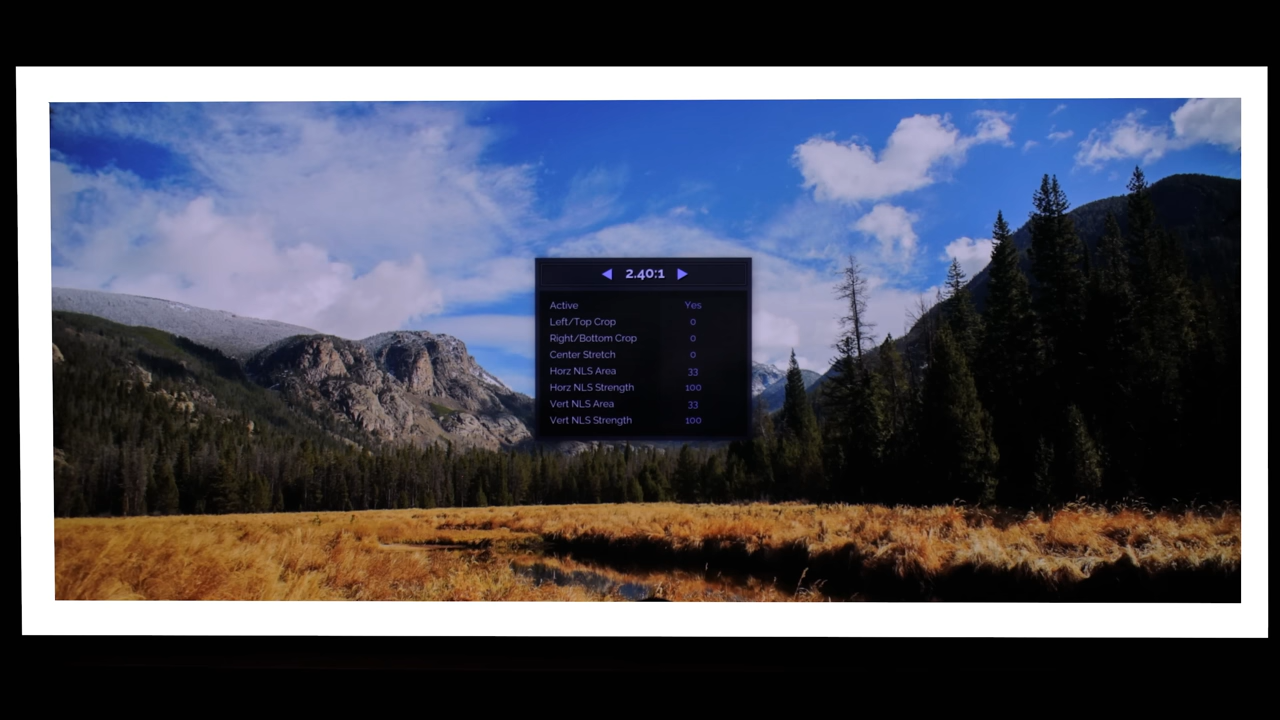 ◀ 2.40:1 ▶
Active Yes
Left/Top Crop 0
Right/Bottom Crop 0
Center Stretch 0
Horz NLS Area 33
Horz NLS Strength 100
Vert NLS Area 33
Vert NLS Strength 100